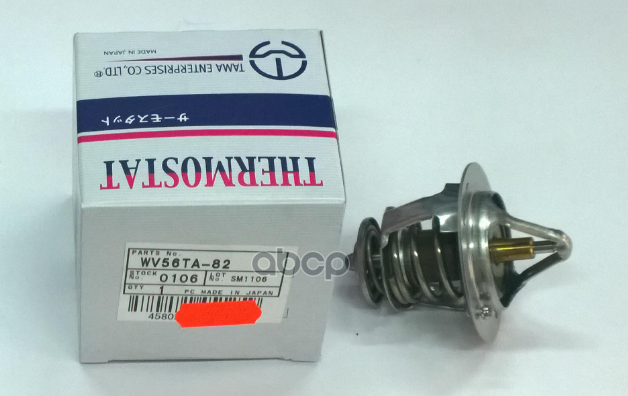 MADE IN JAPAN
TAMA ENTERPRISES CO.,LTD.®
サーモスタット
THERMOSTAT
PARTS No.
WV56TA-82
STOCK No. 0106 LOT No. SM1106
QTY 1 PC MADE IN JAPAN
4580
abcp